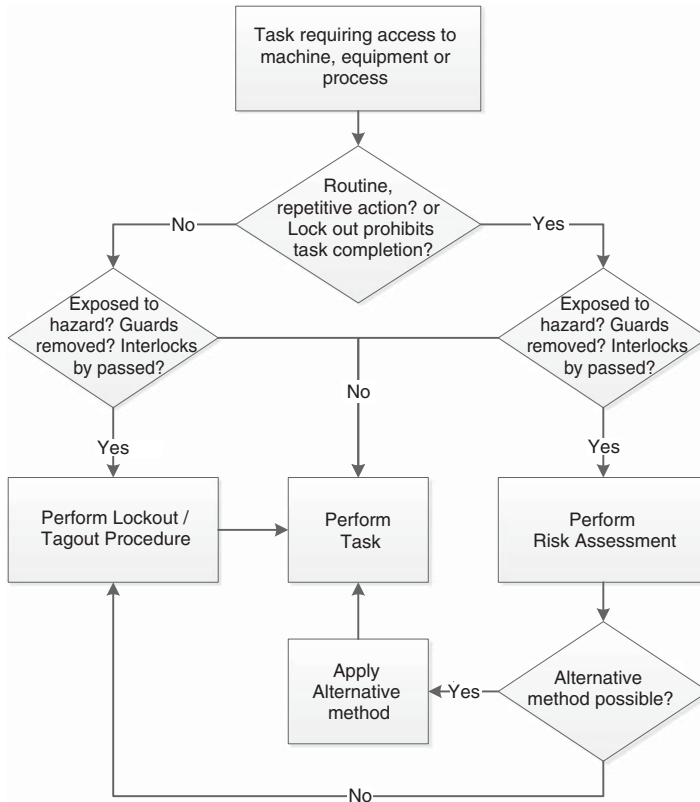 Task requiring access to
machine, equipment or
process
Routine,
repetitive action? or
Lock out prohibits
task completion?
No
Yes
Exposed to
hazard? Guards
removed? Interlocks
by passed?
Exposed to
hazard? Guards
removed? Interlocks
by passed?
No
Yes
Yes
Perform Lockout /
Tagout Procedure
Perform
Task
Perform
Risk Assessment
Apply
Alternative
method
Yes
Alternative
method possible?
No